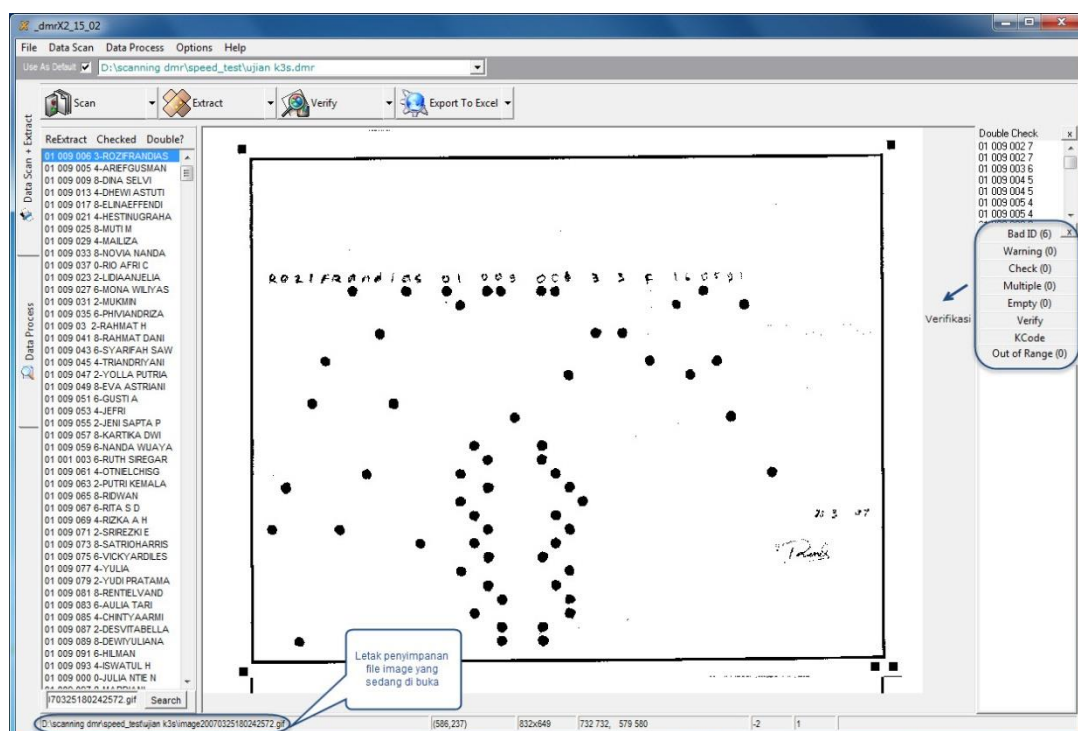 _dmrX2_15_02
File Data Scan Data Process Options Help
Use As Default D:\scanning dmr\speed_test\ujian k3s.dmr
Scan Extract Verify Export To Excel
Data Scan + Extract
Data Process
ReExtract Checked Double?
01 009 006 3-ROZIFRANDIAS
01 009 005 4-ARIEFGUSMAN
01 009 009 8-DINA SELVI
01 009 013 4-DHEWI ASTUTI
01 009 017 8-ELINAEFFENDI
01 009 021 4-HESTINUGRAHA
01 009 025 8-MUTI M
01 009 029 4-MAILIZA
01 009 033 8-NOVIA NANDA
01 009 037 0-RIO AFRI C
01 009 023 2-LIDIAANJELIA
01 009 027 6-MONA WILIYAS
01 009 031 2-MUKMIN
01 009 035 6-PHIVIANDRIZA
01 009 03 2-RAHMAT H
01 009 041 8-RAHMAT DANI
01 009 043 6-SYARIFAH SAW
01 009 045 4-TRIANDRIYANI
01 009 047 2-YOLLA PUTRIA
01 009 049 8-EVA ASTRIANI
01 009 051 6-GUSTI A
01 009 053 4-JEFRI
01 009 055 2-JENI SAPTA P
01 009 057 8-KARTIKA DWI
01 009 059 6-NANDA WIJAYA
01 001 003 6-RUTH SIREGAR
01 009 061 4-OTNIELCHISG
01 009 063 2-PUTRI KEMALA
01 009 065 8-RIDWAN
01 009 067 6-RITA S D
01 009 069 4-RIZKA A H
01 009 071 2-SRIREZKI E
01 009 073 8-SATRIOHARRIS
01 009 075 6-VICKYARDILES
01 009 077 4-YULIA
01 009 079 2-YUDI PRATAMA
01 009 081 8-RENTIELVAND
01 009 083 6-AULIA TARI
01 009 085 4-CHINTYAARMI
01 009 087 2-DESVITABELLA
01 009 089 8-DEWIYULIANA
01 009 091 6-HILMAN
01 009 093 4-ISWATUL H
01 009 000 0-JULIA NTIE N
)70325180242572.gif Search
ROZIFRandias 01 009 006 3 3 F 160591
25 3 07
Letak penyimpanan
file image yang
sedang di buka
Double Check x
01 009 002 7
01 009 002 7
01 009 003 6
01 009 004 5
01 009 004 5
01 009 005 4
01 009 005 4
Bad ID (6) x
Warning (0)
Check (0)
Multiple (0)
Empty (0)
Verify
KCode
Out of Range (0)
Verifikasi
D:\scanning dmr\speed_test\ujian k3s\image20070325180242572.gif (586,237) 832x649 732 732, 579 580 -2 1